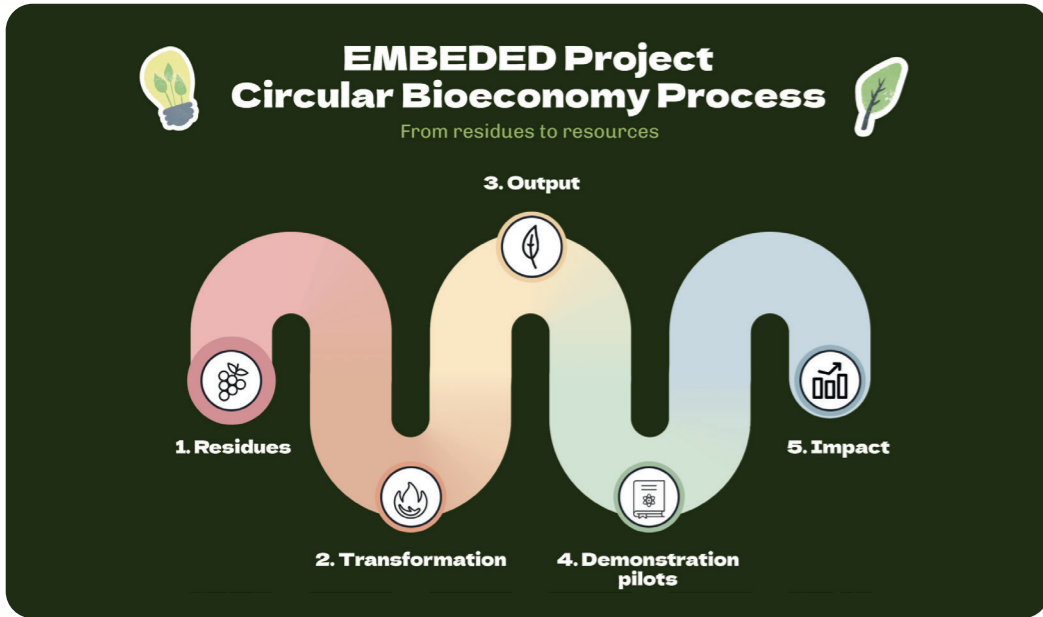 EMBEDED Project
Circular Bioeconomy Process
From residues to resources
3. Output
1. Residues
5. Impact
2. Transformation
4. Demonstration
pilots